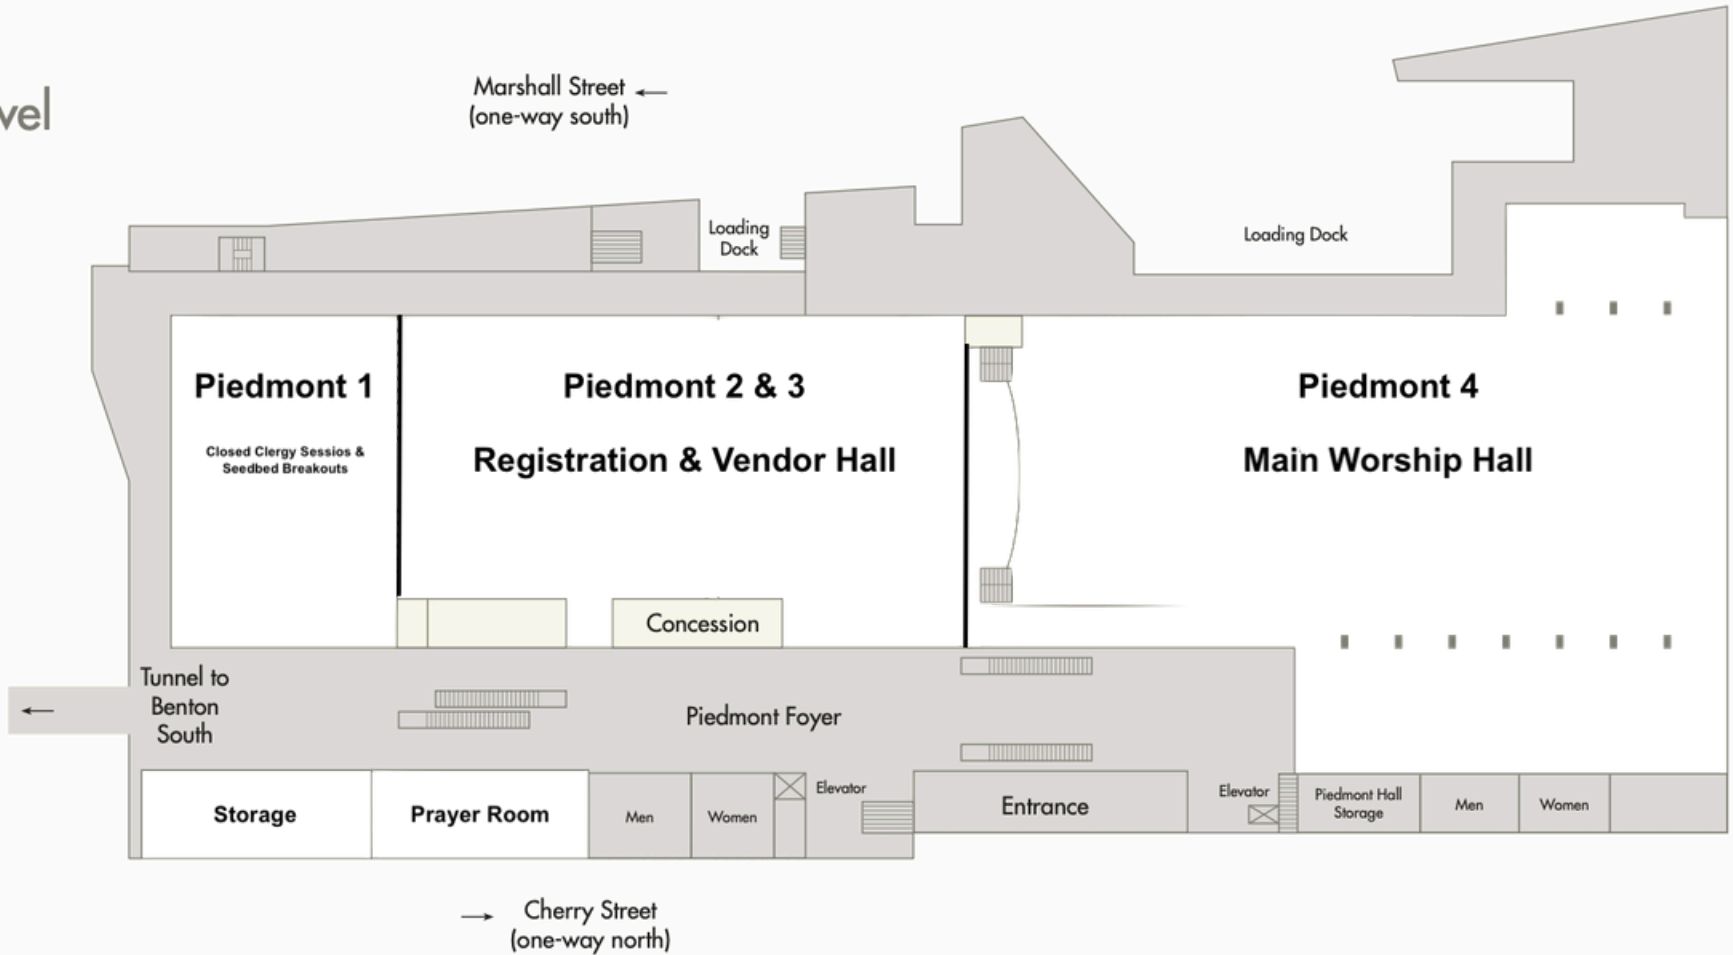 vel
Marshall Street
(one-way south)
Loading
Dock
Loading Dock
Piedmont 1
Closed Clergy Sessios &
Seedbed Breakouts
Piedmont 2 & 3
Registration & Vendor Hall
Piedmont 4
Main Worship Hall
Concession
Tunnel to
Benton
South
Piedmont Foyer
Storage
Prayer Room
Men
Women
Elevator
Entrance
Elevator
Piedmont Hall
Storage
Men
Women
Cherry Street
(one-way north)